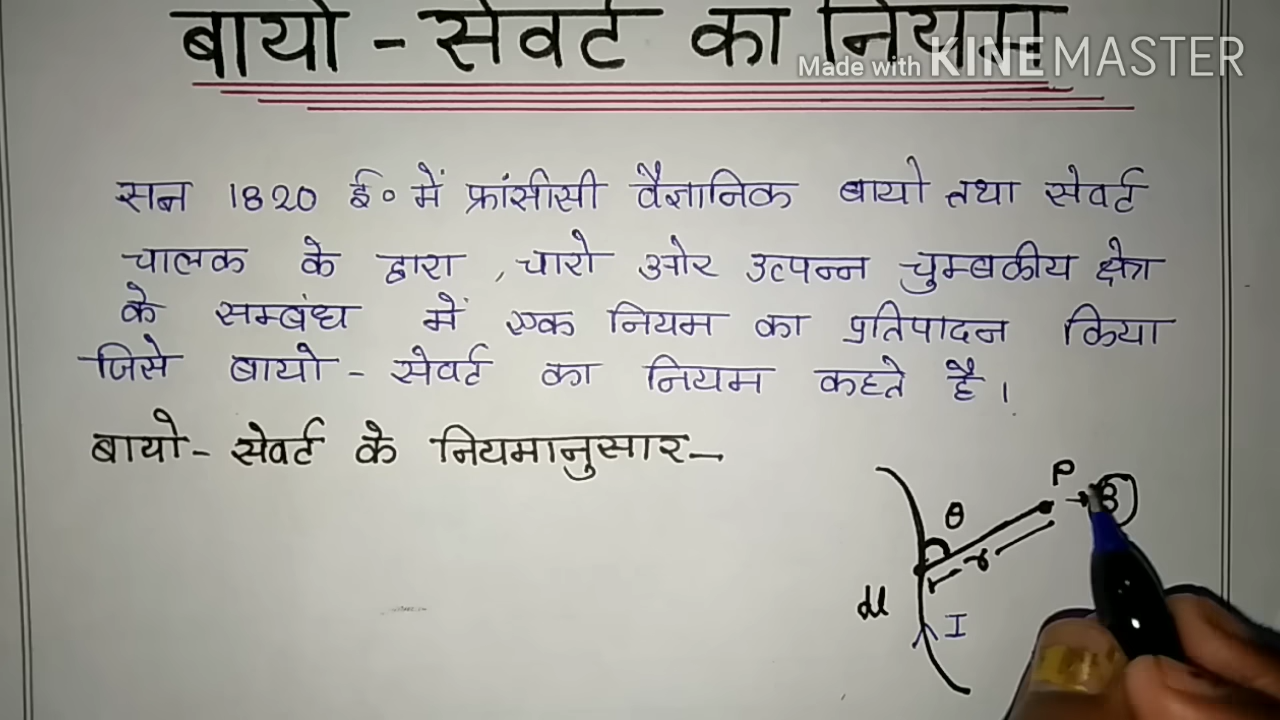 बायो - सेवर्ट का नियम
Made with KINEMASTER
सन 1820 ई० में फ्रांसीसी वैज्ञानिक बायो तथा सेवर्ट
चालक के द्वारा , चारो ओर उत्पन्न चुम्बकीय क्षेत्र
के सम्बंध में एक नियम का प्रतिपादन किया
जिसे बायो - सेवर्ट का नियम कहते है ।
बायो - सेवर्ट के नियमानुसार -
P
B
θ
r
dl
I